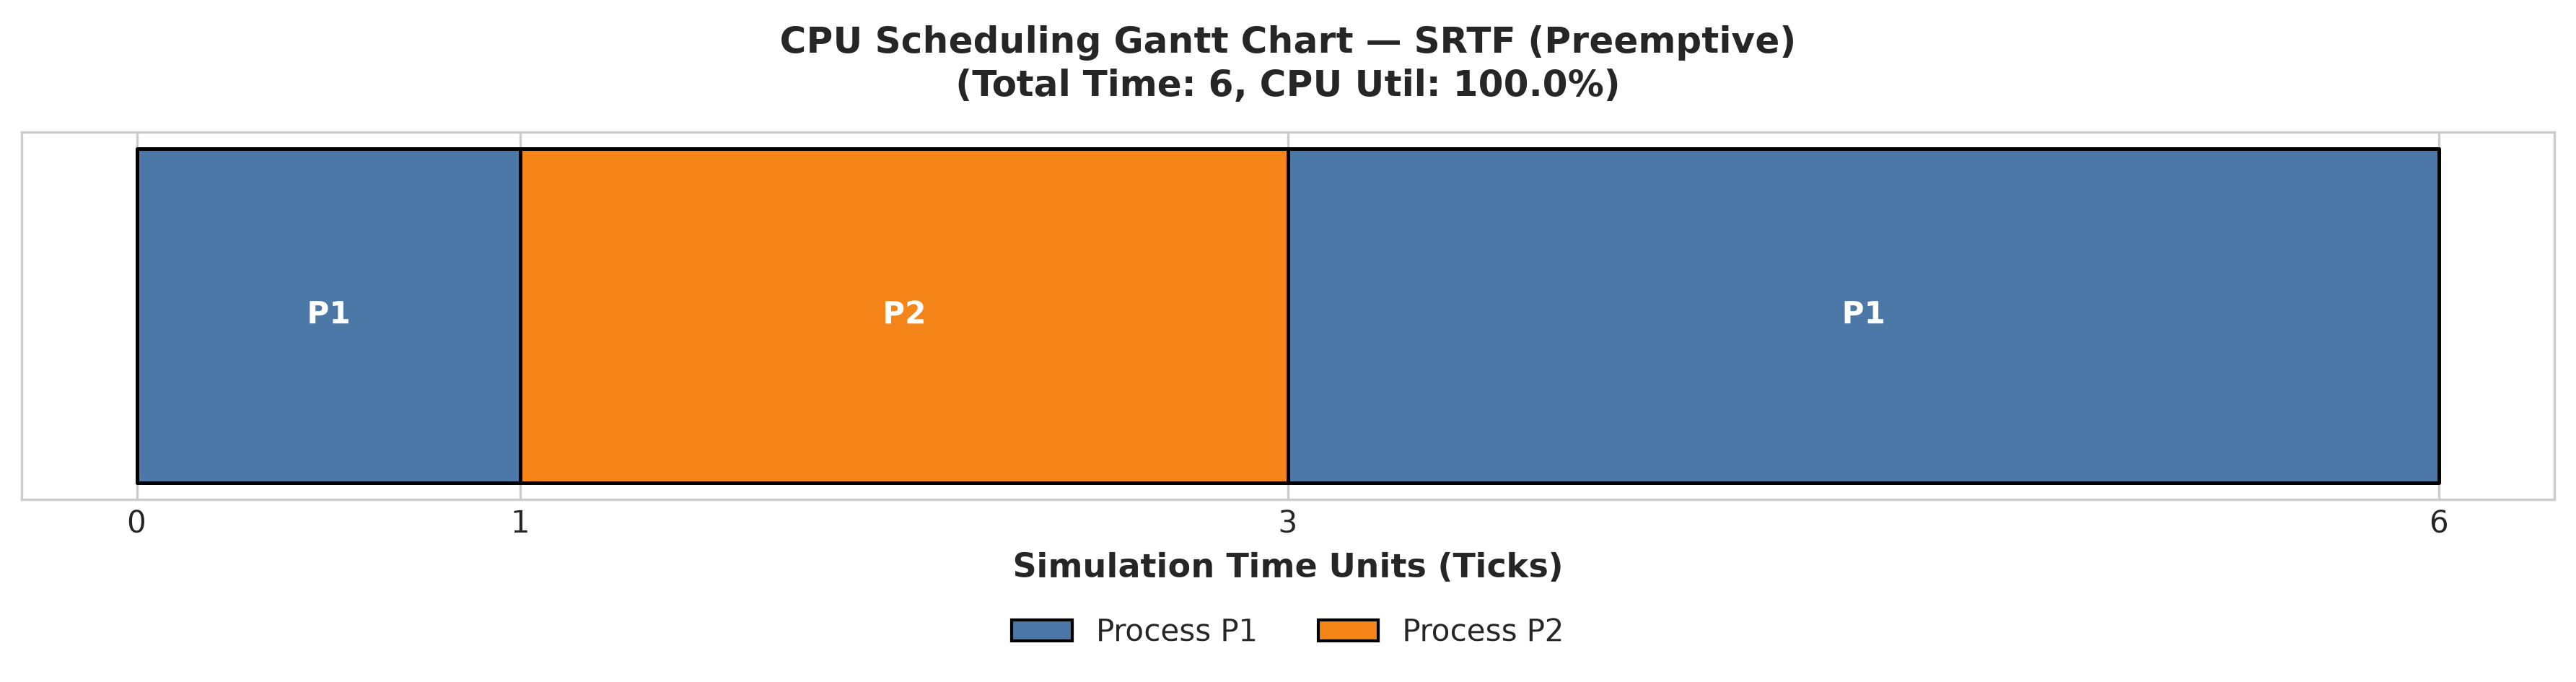 CPU Scheduling Gantt Chart — SRTF (Preemptive)
(Total Time: 6, CPU Util: 100.0%)
P1
P2
P1
0
1
3
6
Simulation Time Units (Ticks)
Process P1
Process P2